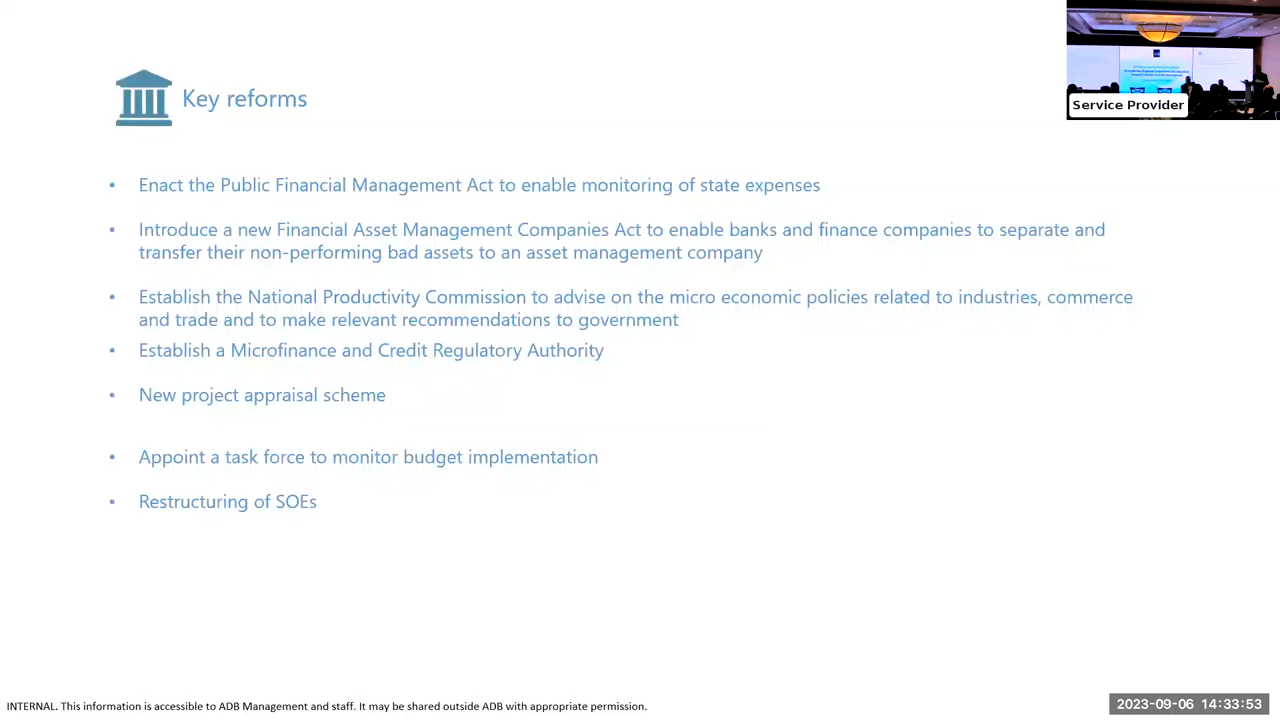 Service Provider
Key reforms
• Enact the Public Financial Management Act to enable monitoring of state expenses
• Introduce a new Financial Asset Management Companies Act to enable banks and finance companies to separate and
transfer their non-performing bad assets to an asset management company
• Establish the National Productivity Commission to advise on the micro economic policies related to industries, commerce
and trade and to make relevant recommendations to government
• Establish a Microfinance and Credit Regulatory Authority
• New project appraisal scheme
• Appoint a task force to monitor budget implementation
• Restructuring of SOEs
INTERNAL. This information is accessible to ADB Management and staff. It may be shared outside ADB with appropriate permission.
2023-09-06 14:33:53